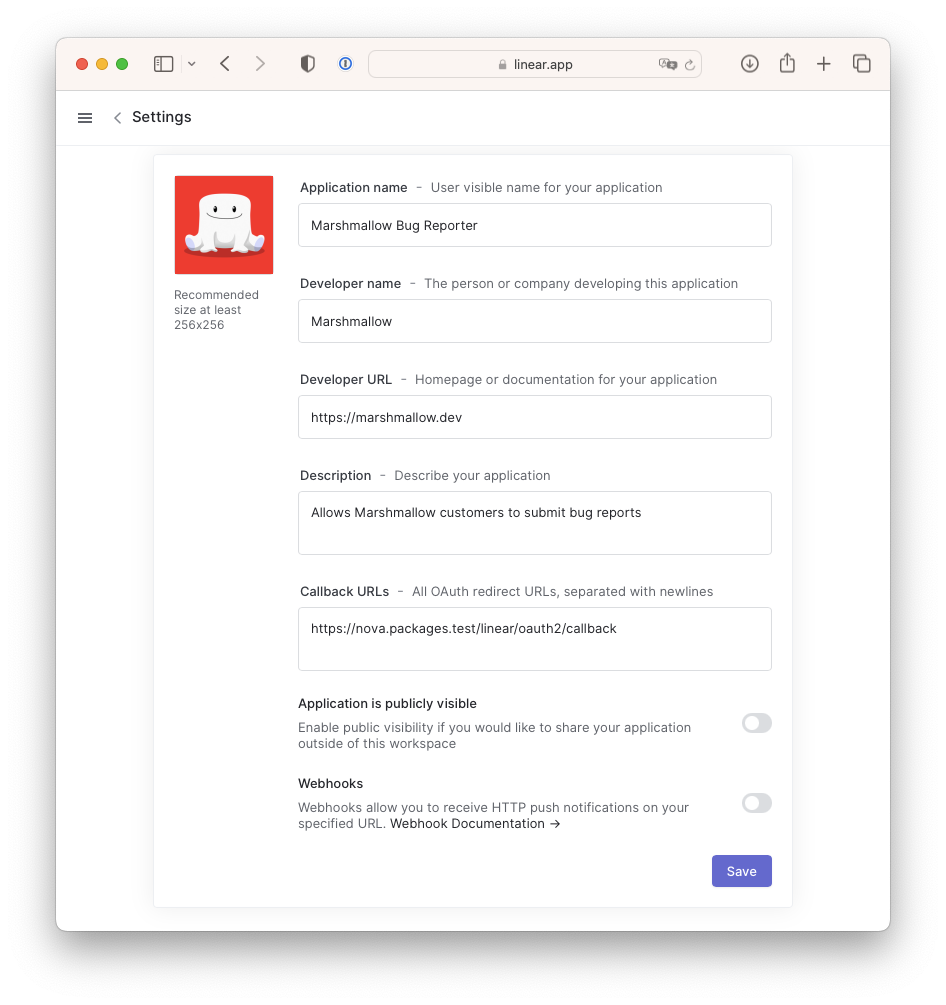 linear.app
Settings
Application name - User visible name for your application
Marshmallow Bug Reporter
Recommended
size at least
256x256
Developer name - The person or company developing this application
Marshmallow
Developer URL - Homepage or documentation for your application
https://marshmallow.dev
Description - Describe your application
Allows Marshmallow customers to submit bug reports
Callback URLs - All OAuth redirect URLs, separated with newlines
https://nova.packages.test/linear/oauth2/callback
Application is publicly visible
Enable public visibility if you would like to share your application
outside of this workspace
Webhooks
Webhooks allow you to receive HTTP push notifications on your
specified URL. Webhook Documentation →
Save